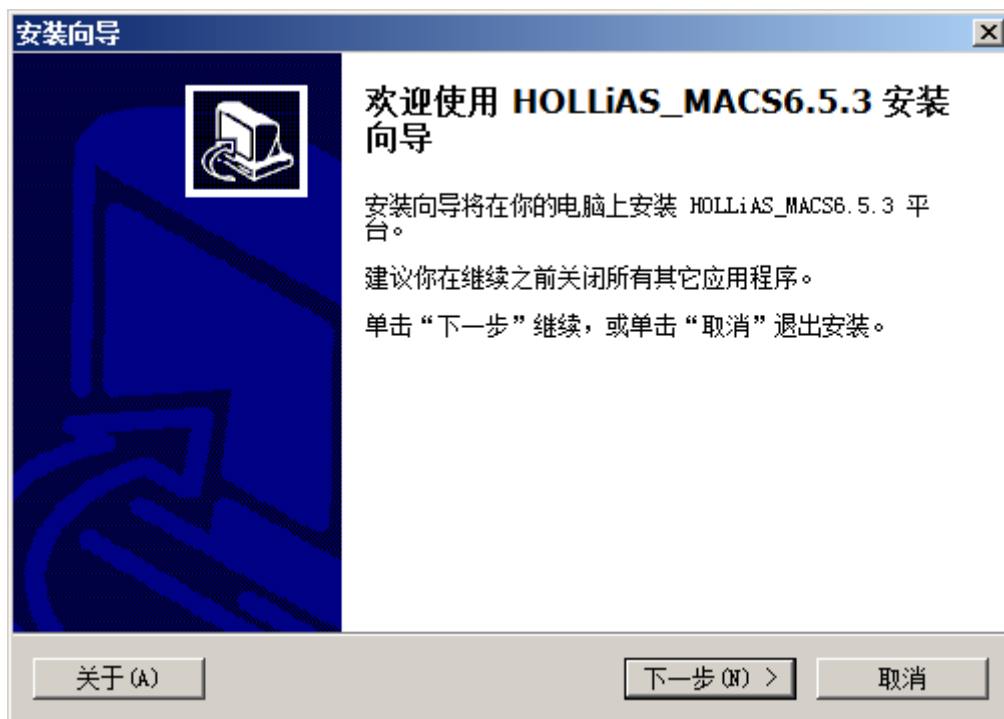 安装向导
欢迎使用 HOLLiAS_MACS6.5.3 安装
向导
安装向导将在你的电脑上安装 HOLLiAS_MACS6.5.3 平
台。
建议你在继续之前关闭所有其它应用程序。
单击“下一步”继续，或单击“取消”退出安装。
关于(A)
下一步(N) >
取消